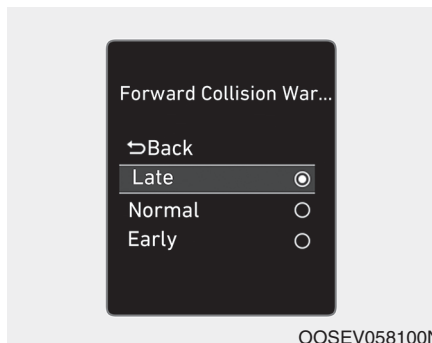 Forward Collision War...
⮌Back
Late
Normal
Early
OOSEV058100N